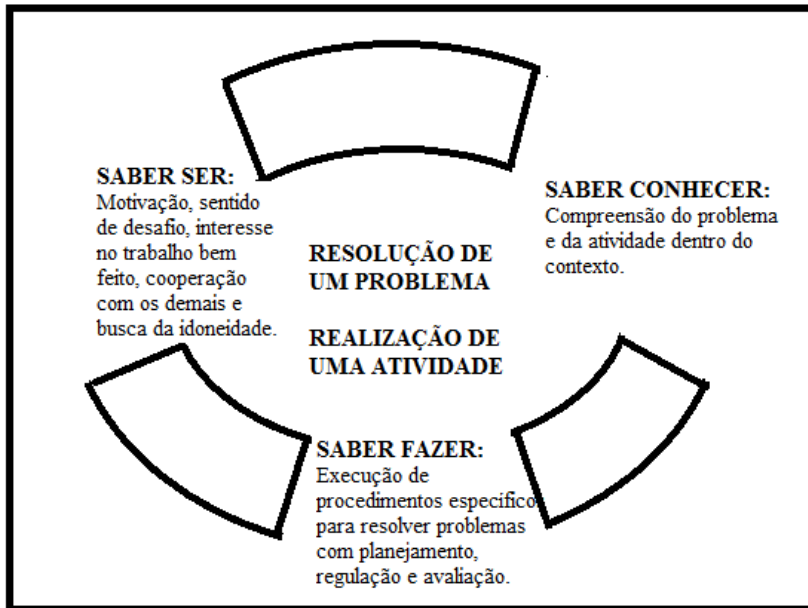 SABER SER:
Motivação, sentido
de desafio, interesse
no trabalho bem
feito, cooperação
com os demais e
busca da idoneidade.
SABER CONHECER:
Compreensão do problema
e da atividade dentro do
contexto.
RESOLUÇÃO DE
UM PROBLEMA
REALIZAÇÃO DE
UMA ATIVIDADE
SABER FAZER:
Execução de
procedimentos especifico
para resolver problemas
com planejamento,
regulação e avaliação.